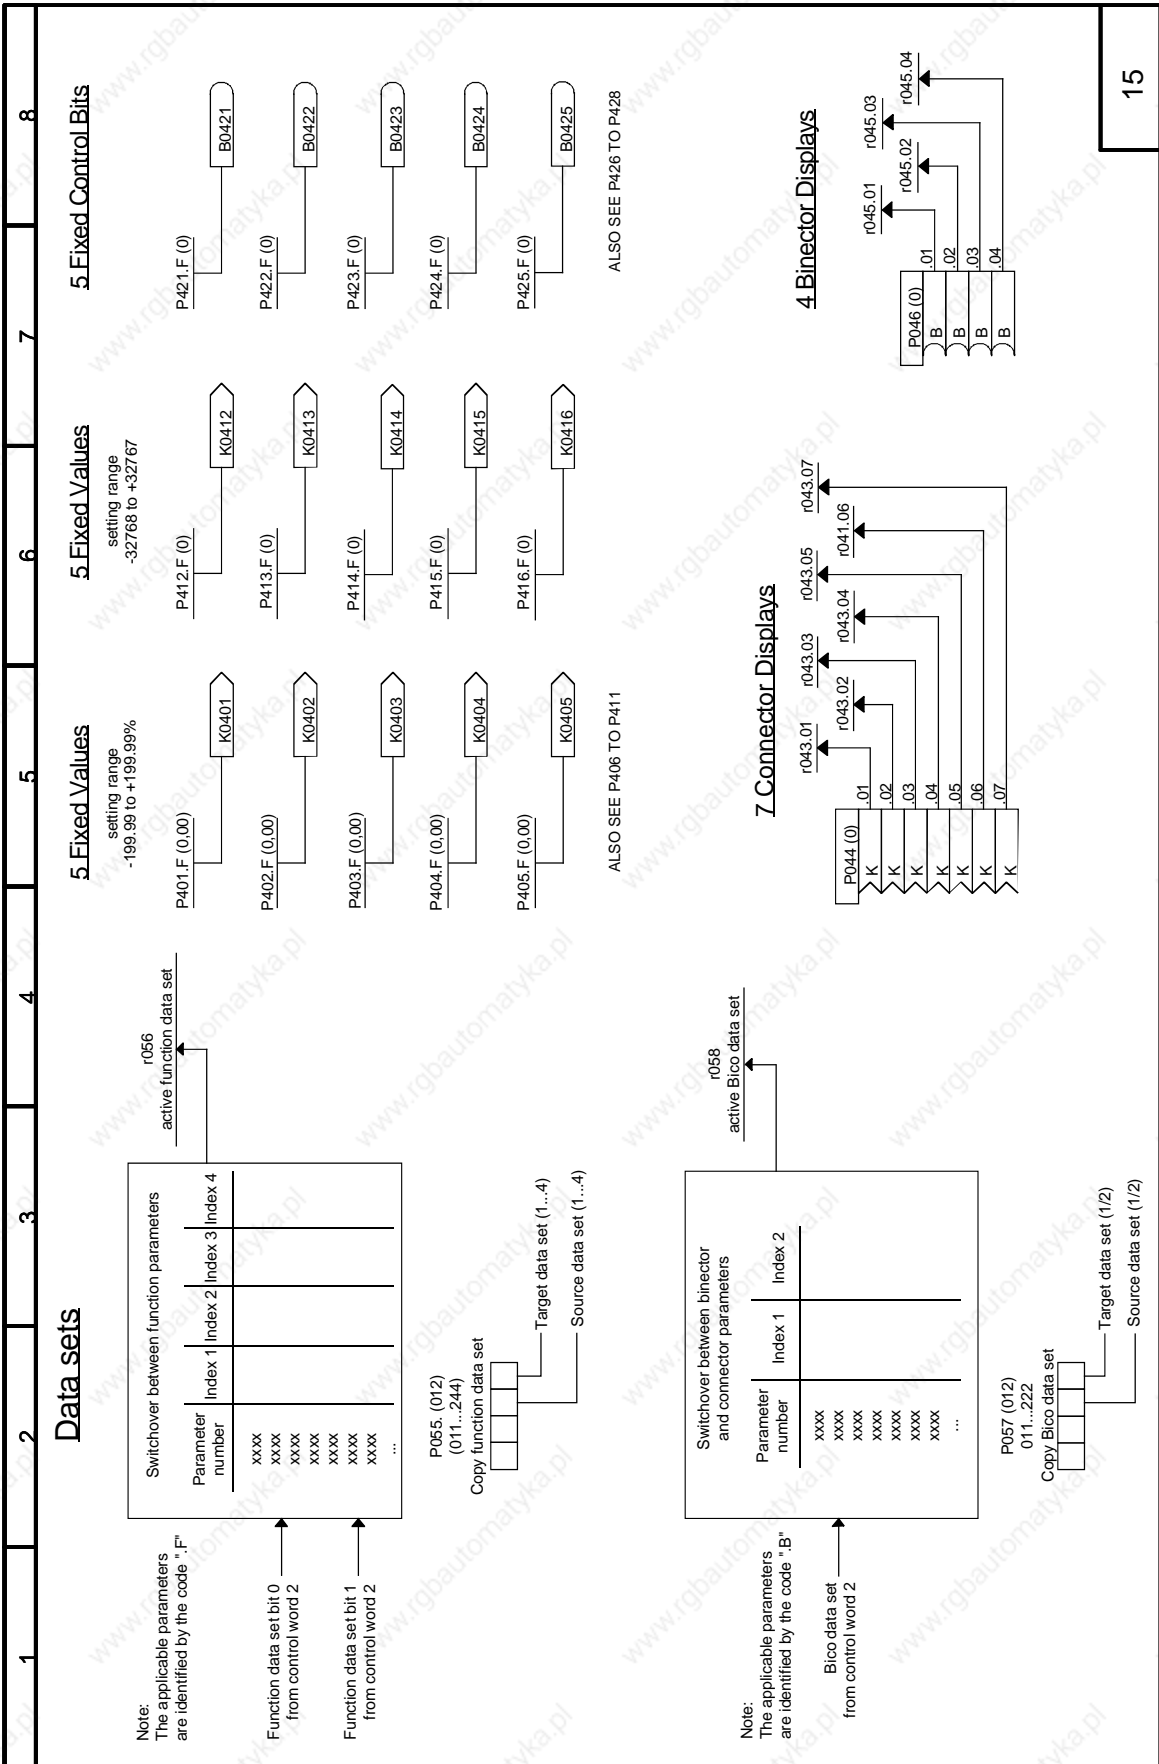 1
2
3
4
5
6
7
8
Data sets
Note:
The applicable parameters
are identified by the code ".F"
Function data set bit 0
from control word 2
Function data set bit 1
from control word 2
Switchover between function parameters
Parameter
number
Index 1
Index 2
Index 3
Index 4
xxxx
xxxx
xxxx
xxxx
xxxx
xxxx
xxxx
...
r056
active function data set
P055. (012)
(011...244)
Copy function data set
Target data set (1...4)
Source data set (1...4)
Note:
The applicable parameters
are identified by the code ".B"
Bico data set
from control word 2
Switchover between binector
and connector parameters
Parameter
number
Index 1
Index 2
xxxx
xxxx
xxxx
xxxx
xxxx
xxxx
xxxx
...
r058
active Bico data set
P057 (012)
011...222
Copy Bico data set
Target data set (1/2)
Source data set (1/2)
5 Fixed Values
setting range
-199.99 to +199.99%
P401.F (0,00)
K0401
P402.F (0,00)
K0402
P403.F (0,00)
K0403
P404.F (0,00)
K0404
P405.F (0,00)
K0405
ALSO SEE P406 TO P411
5 Fixed Values
setting range
-32768 to +32767
P412.F (0)
K0412
P413.F (0)
K0413
P414.F (0)
K0414
P415.F (0)
K0415
P416.F (0)
K0416
5 Fixed Control Bits
P421.F (0)
B0421
P422.F (0)
B0422
P423.F (0)
B0423
P424.F (0)
B0424
P425.F (0)
B0425
ALSO SEE P426 TO P428
7 Connector Displays
P044 (0)
K .01
K .02
K .03
K .04
K .05
K .06
K .07
r043.01
r043.02
r043.03
r043.04
r043.05
r041.06
r043.07
4 Binector Displays
P046 (0)
B .01
B .02
B .03
B .04
r045.01
r045.02
r045.03
r045.04
15
www.rgbautomatyka.pl